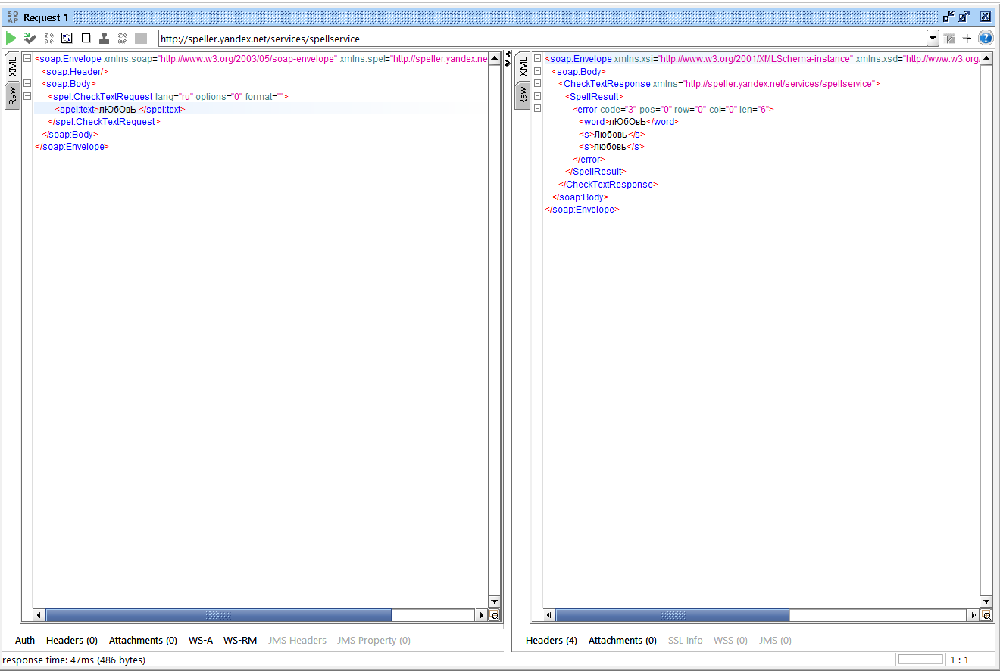 SO AP Request 1
http://speller.yandex.net/services/spellservice
XML
Raw
<soap:Envelope xmlns:soap="http://www.w3.org/2003/05/soap-envelope" xmlns:spel="http://speller.yandex.ne
<soap:Header/>
<soap:Body>
<spel:CheckTextRequest lang="ru" options="0" format="">
<spel:text>лЮбОвЬ </spel:text>
</spel:CheckTextRequest>
</soap:Body>
</soap:Envelope>
XML
Raw
<soap:Envelope xmlns:xsi="http://www.w3.org/2001/XMLSchema-instance" xmlns:xsd="http://www.w3.org/
<soap:Body>
<CheckTextResponse xmlns="http://speller.yandex.net/services/spellservice">
<SpellResult>
<error code="3" pos="0" row="0" col="0" len="6">
<word>лЮбОвЬ</word>
<s>Любовь</s>
<s>любовь</s>
</error>
</SpellResult>
</CheckTextResponse>
</soap:Body>
</soap:Envelope>
Auth Headers (0) Attachments (0) WS-A WS-RM JMS Headers JMS Property (0)
Headers (4) Attachments (0) SSL Info WSS (0) JMS (0)
response time: 47ms (486 bytes)
1 : 1